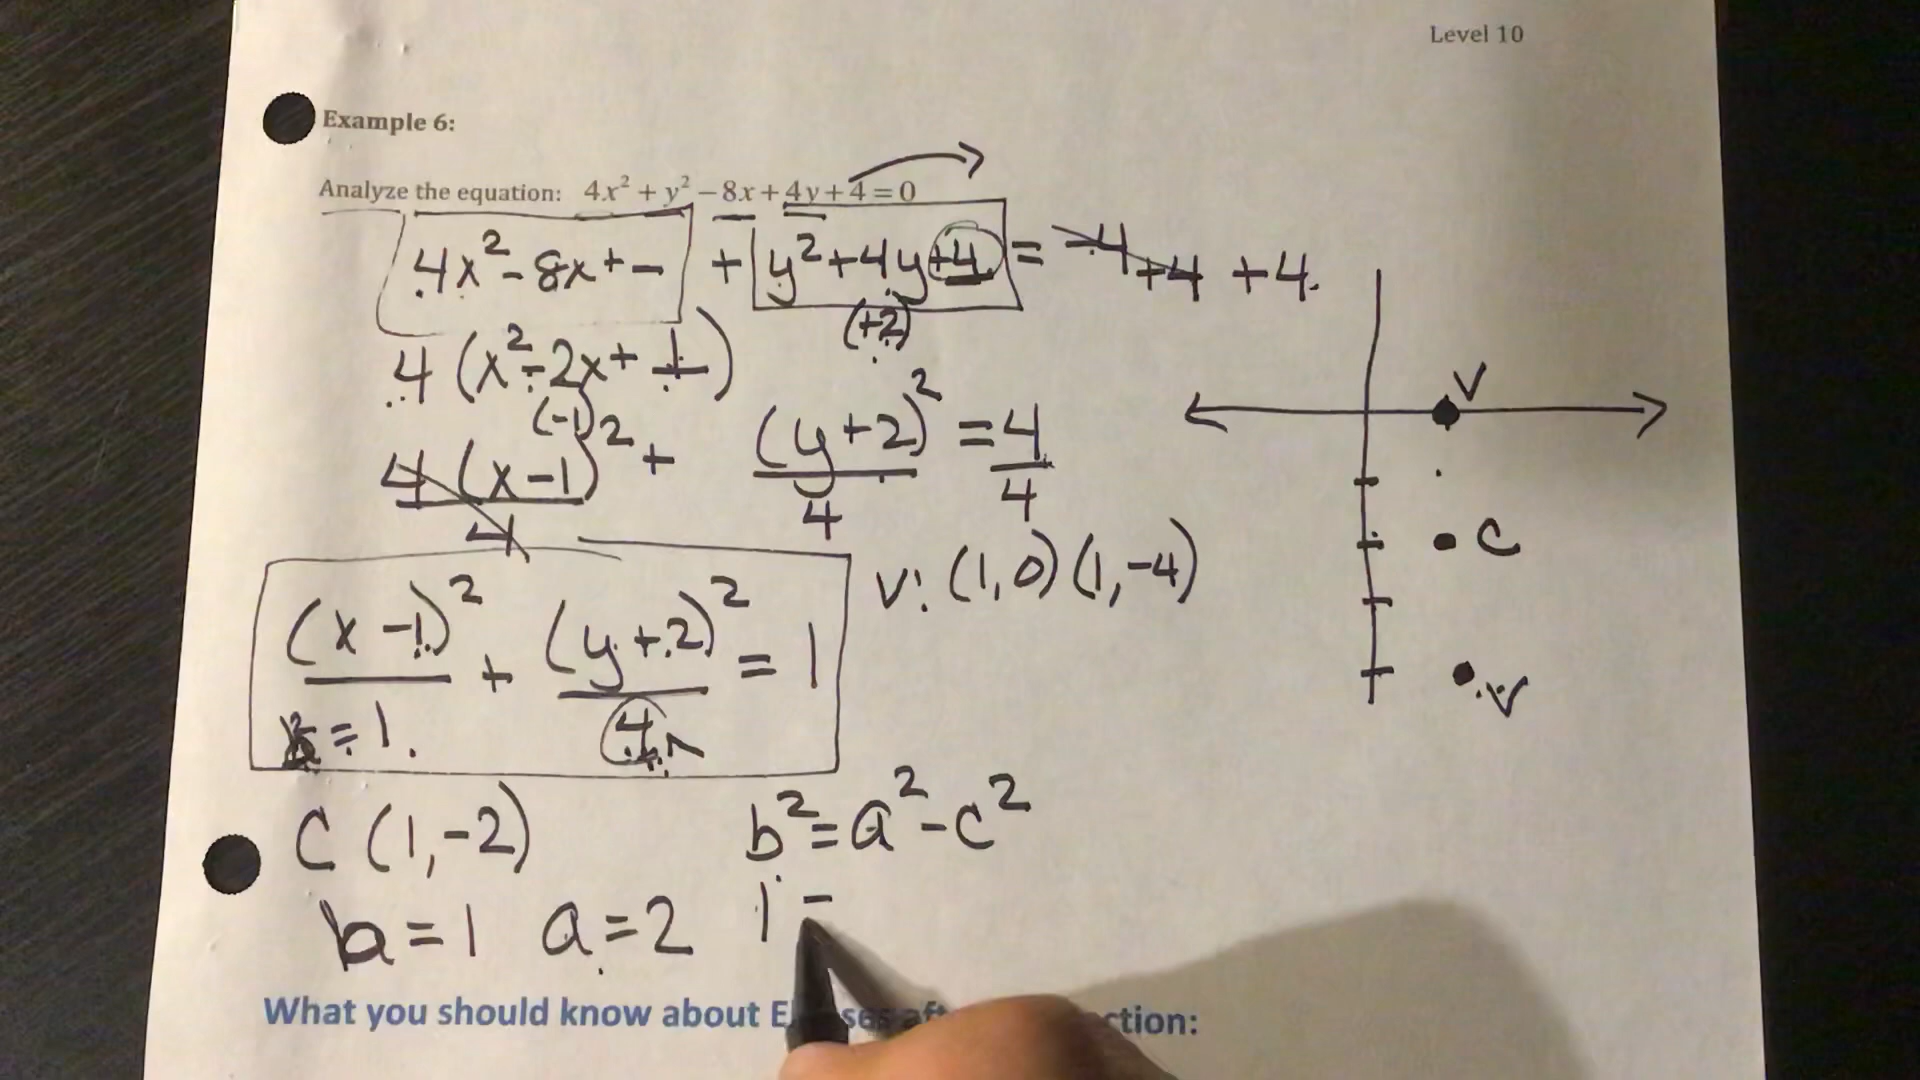 Level 10
Example 6:
Analyze the equation: 4x² + y² − 8x + 4y + 4 = 0
4x² - 8x + - + y² + 4y +4 = -4 +4 +4
(+2)
4 (x² - 2x + 1)
(-1)
4 (x-1)² + (y+2)² = 4
4 4 4
V: (1,0) (1,-4)
(x-1)² + (y+2)² = 1
= 1. 4
C (1,-2) b² = a² - c²
b = 1 a = 2 1 =
V
C
V
What you should know about
ction: